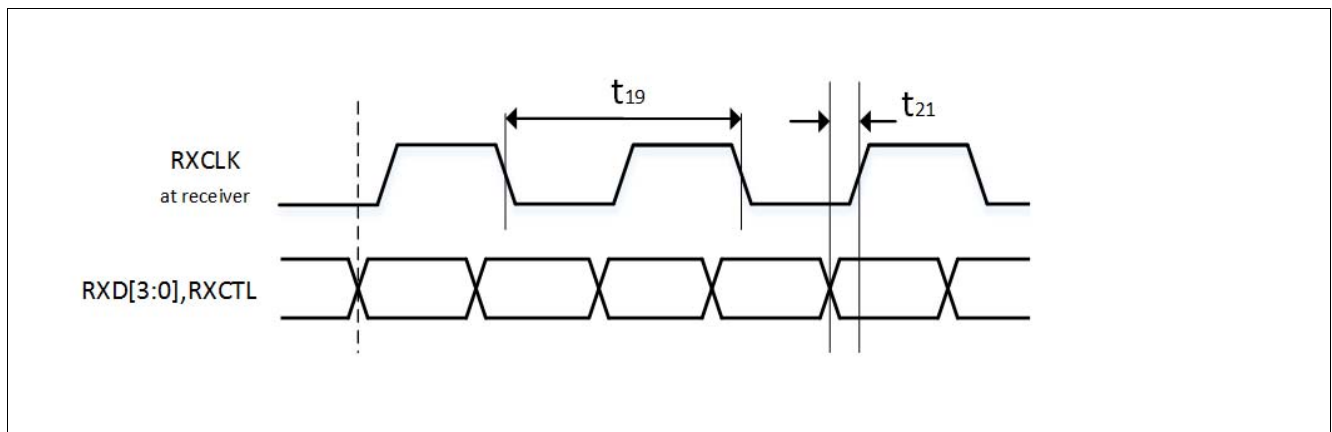 t19
t21
RXCLK
at receiver
RXD[3:0],RXCTL